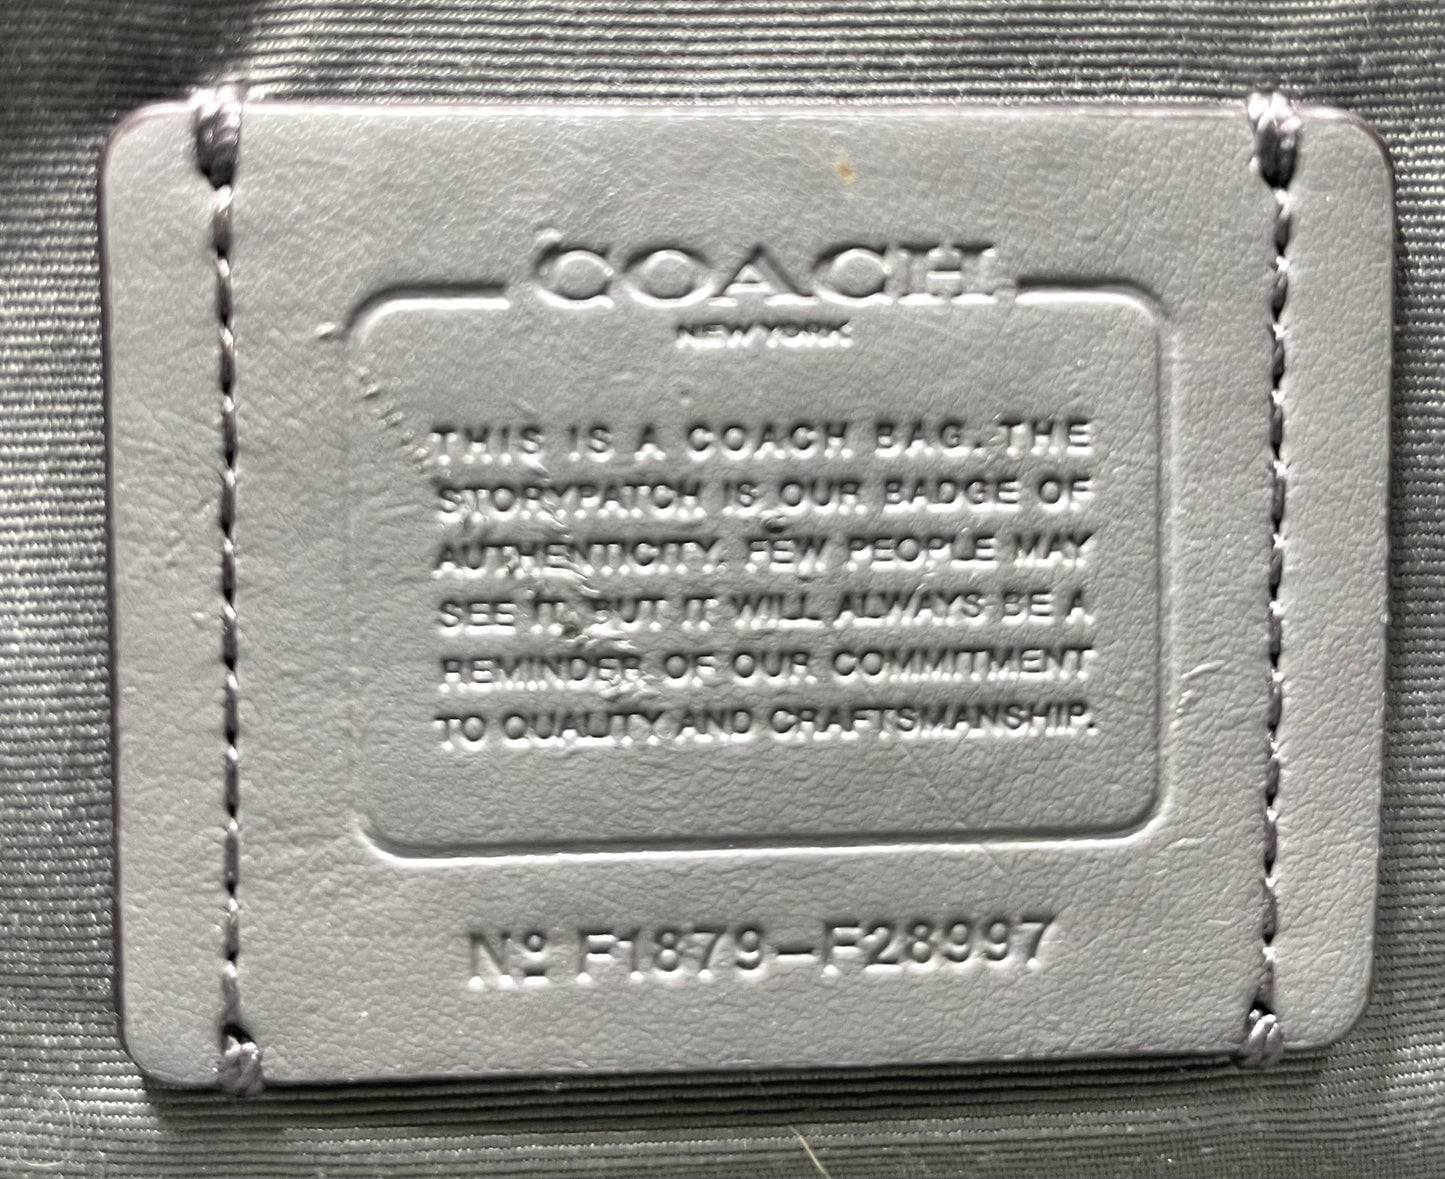 COACH
NEW YORK
THIS IS A COACH BAG. THE
STORYPATCH IS OUR BADGE OF
AUTHENTICITY. FEW PEOPLE MAY
SEE IT, BUT IT WILL ALWAYS BE A
REMINDER OF OUR COMMITMENT
TO QUALITY AND CRAFTSMANSHIP.
Nº F1879-F28997